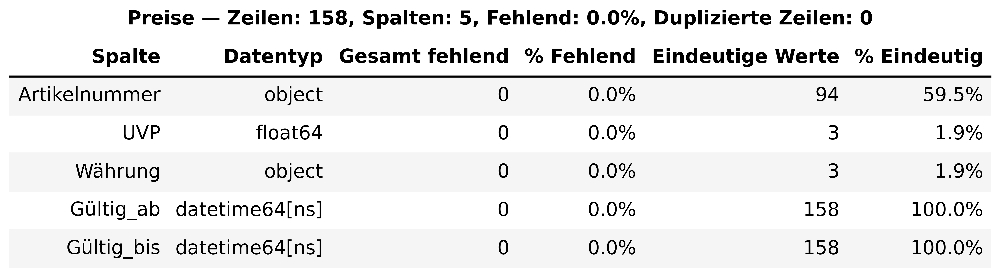 Preise — Zeilen: 158, Spalten: 5, Fehlend: 0.0%, Duplizierte Zeilen: 0
Spalte Datentyp Gesamt fehlend % Fehlend Eindeutige Werte % Eindeutig
Artikelnummer object 0 0.0% 94 59.5%
UVP float64 0 0.0% 3 1.9%
Währung object 0 0.0% 3 1.9%
Gültig_ab datetime64[ns] 0 0.0% 158 100.0%
Gültig_bis datetime64[ns] 0 0.0% 158 100.0%